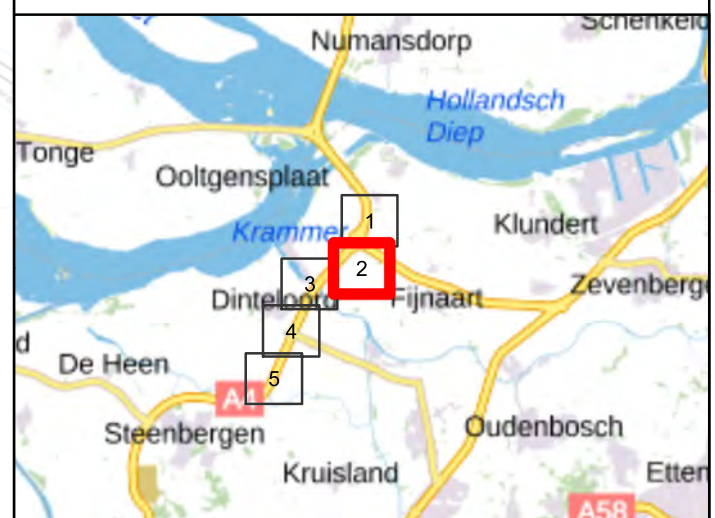 Schenkeld
Numansdorp
Hollandsch
Diep
Tonge
Ooltgensplaat
1
Klundert
Krammer
2
3
Zevenberge
Dinteloord
Fijnaart
4
d
De Heen
5
A4
Steenbergen
Oudenbosch
Kruisland
Etten
A58